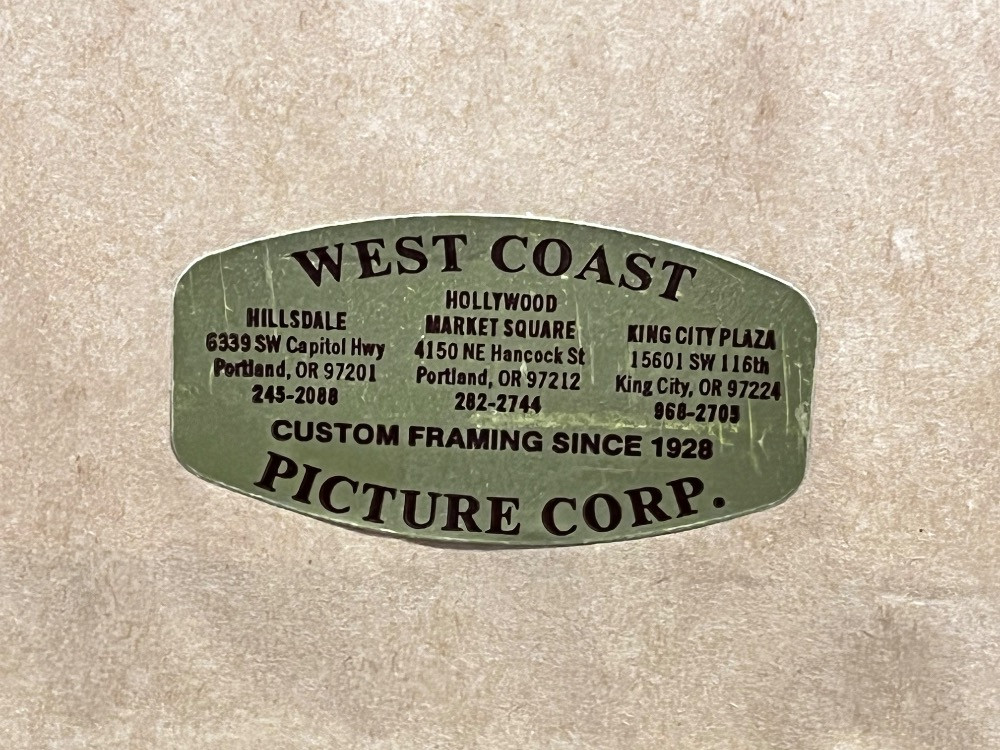 WEST COAST
HILLSDALE
6339 SW Capitol Hwy
Portland, OR 97201
245-2088
HOLLYWOOD
MARKET SQUARE
4150 NE Hancock St
Portland, OR 97212
282-2744
KING CITY PLAZA
15601 SW 116th
King City, OR 97224
968-2705
CUSTOM FRAMING SINCE 1928
PICTURE CORP.